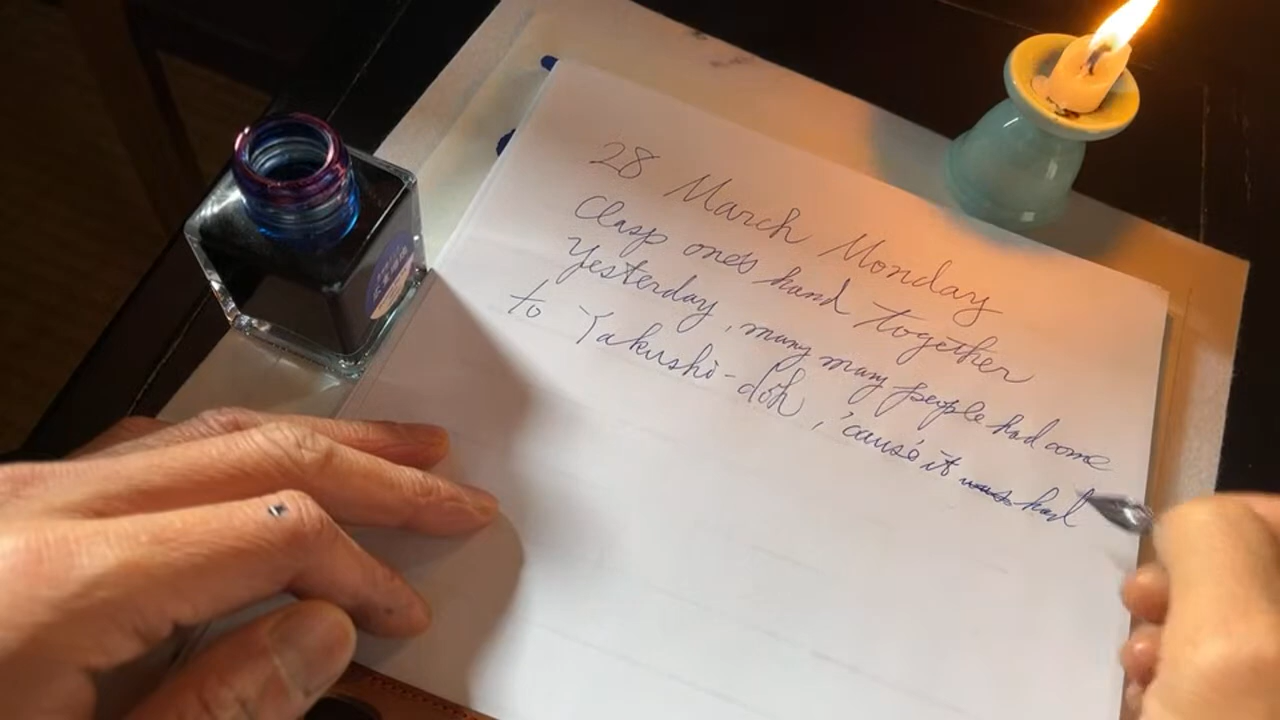 28 March Monday
Clasp one's hand together
Yesterday, many many people had come
to Yakushi-dōh, 'cause it was had